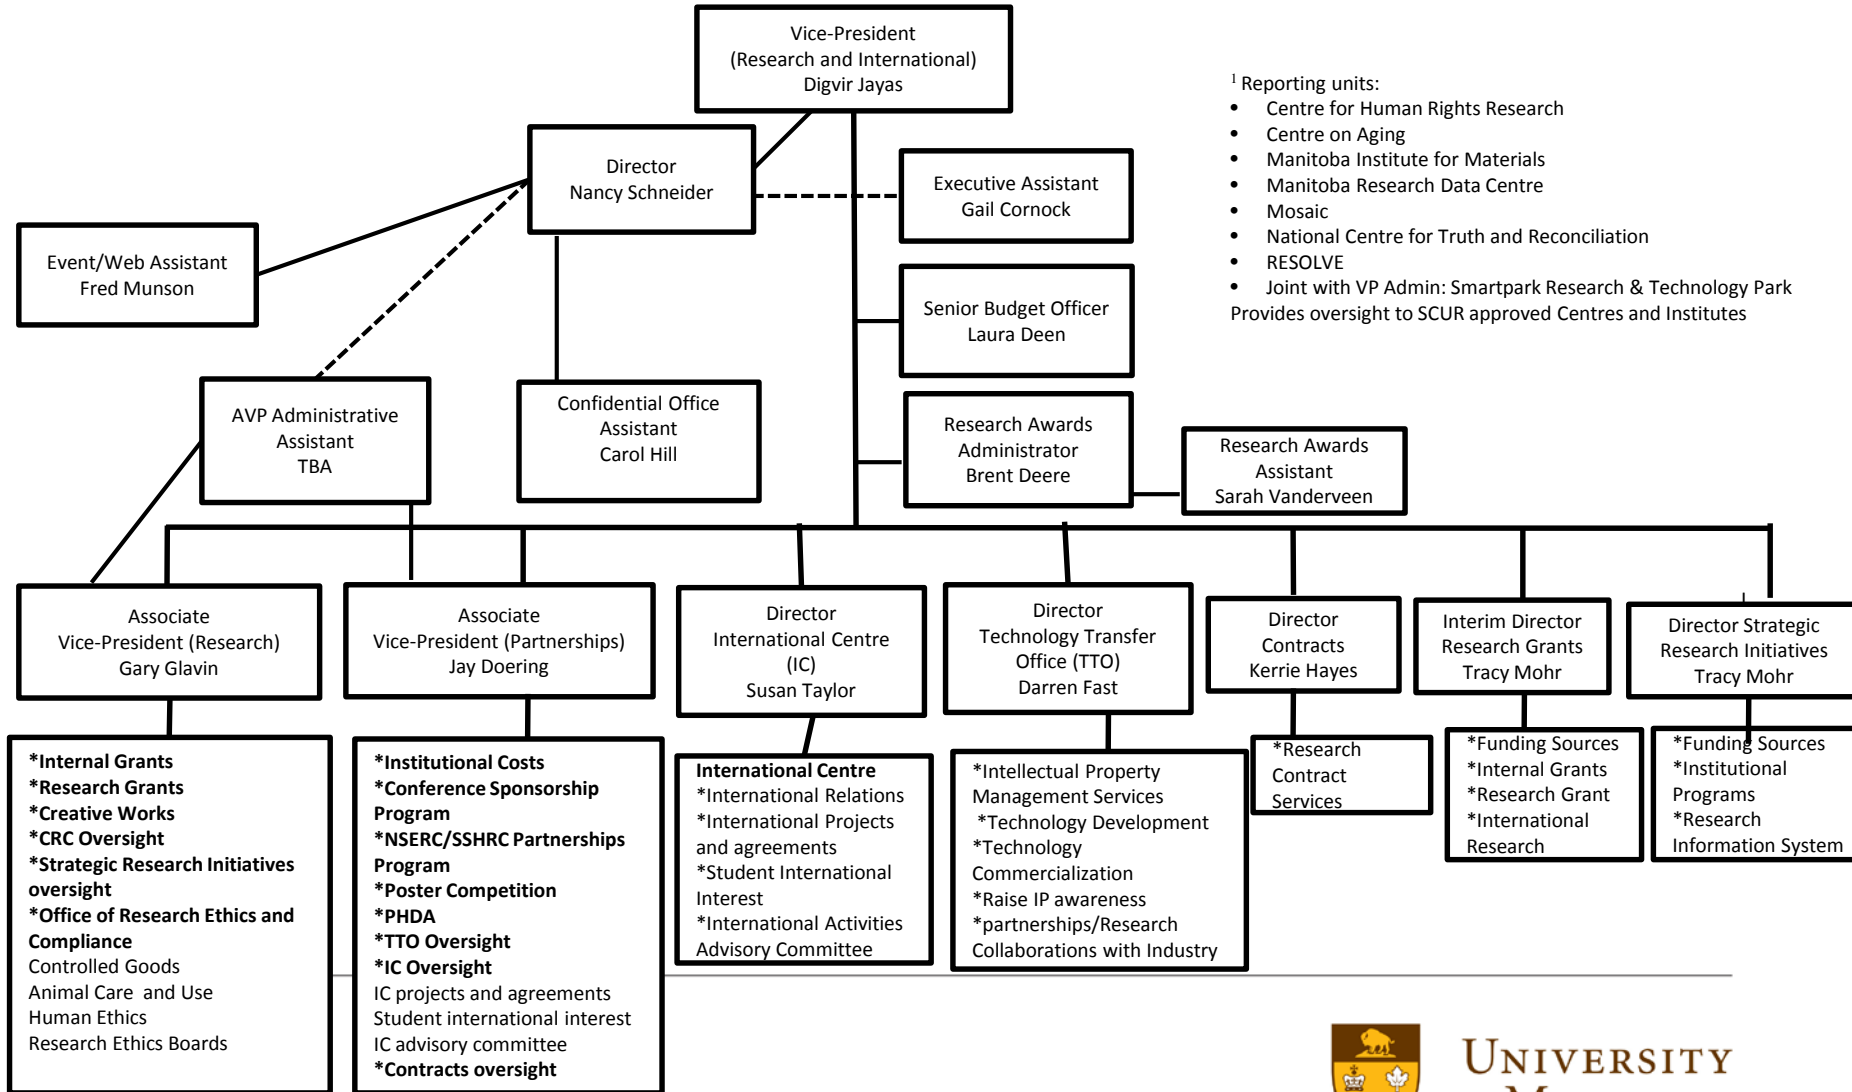 Vice-President
(Research and International)
Digvir Jayas
Director
Nancy Schneider
Executive Assistant
Gail Cornock
1 Reporting units:
• Centre for Human Rights Research
• Centre on Aging
• Manitoba Institute for Materials
• Manitoba Research Data Centre
• Mosaic
• National Centre for Truth and Reconciliation
• RESOLVE
• Joint with VP Admin: Smartpark Research & Technology Park
Provides oversight to SCUR approved Centres and Institutes
Event/Web Assistant
Fred Munson
Senior Budget Officer
Laura Deen
AVP Administrative
Assistant
TBA
Confidential Office
Assistant
Carol Hill
Research Awards
Administrator
Brent Deere
Research Awards
Assistant
Sarah Vanderveen
Associate
Vice-President (Research)
Gary Glavin
Associate
Vice-President (Partnerships)
Jay Doering
Director
International Centre
(IC)
Susan Taylor
Director
Technology Transfer
Office (TTO)
Darren Fast
Director
Contracts
Kerrie Hayes
Interim Director
Research Grants
Tracy Mohr
Director Strategic
Research Initiatives
Tracy Mohr
*Internal Grants
*Research Grants
*Creative Works
*CRC Oversight
*Strategic Research Initiatives
oversight
*Office of Research Ethics and
Compliance
Controlled Goods
Animal Care and Use
Human Ethics
Research Ethics Boards
*Institutional Costs
*Conference Sponsorship
Program
*NSERC/SSHRC Partnerships
Program
*Poster Competition
*PHDA
*TTO Oversight
*IC Oversight
IC projects and agreements
Student international interest
IC advisory committee
*Contracts oversight
International Centre
*International Relations
*International Projects
and agreements
*Student International
Interest
*International Activities
Advisory Committee
*Intellectual Property
Management Services
*Technology Development
*Technology
Commercialization
*Raise IP awareness
*partnerships/Research
Collaborations with Industry
*Research
Contract
Services
*Funding Sources
*Internal Grants
*Research Grant
*International
Research
*Funding Sources
*Institutional
Programs
*Research
Information System
UNIVERSITY